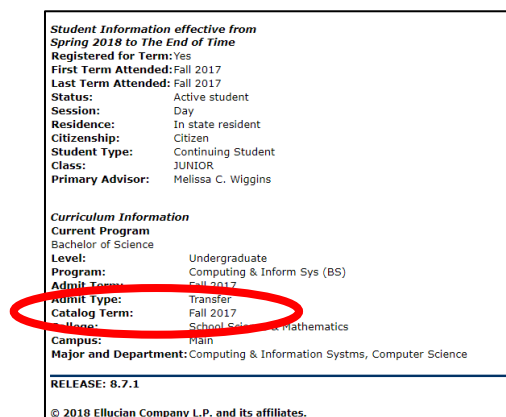 Student Information effective from
Spring 2018 to The End of Time
Registered for Term: Yes
First Term Attended: Fall 2017
Last Term Attended: Fall 2017
Status: Active student
Session: Day
Residence: In state resident
Citizenship: Citizen
Student Type: Continuing Student
Class: JUNIOR
Primary Advisor: Melissa C. Wiggins
Curriculum Information
Current Program
Bachelor of Science
Level: Undergraduate
Program: Computing & Inform Sys (BS)
Admit Term: Fall 2017
Admit Type: Transfer
Catalog Term: Fall 2017
College: School Science & Mathematics
Campus: Main
Major and Department: Computing & Information Systms, Computer Science
RELEASE: 8.7.1
© 2018 Ellucian Company L.P. and its affiliates.